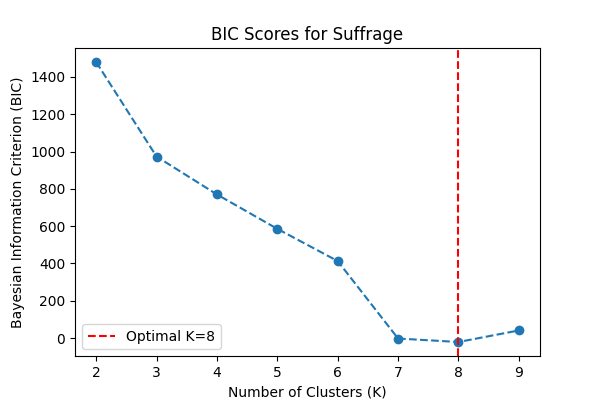 BIC Scores for Suffrage
Bayesian Information Criterion (BIC)
1400
1200
1000
800
600
400
200
0
Optimal K=8
2 3 4 5 6 7 8 9
Number of Clusters (K)